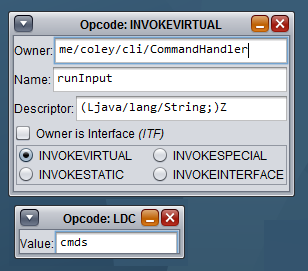 Opcode: INVOKEVIRTUAL
Owner: me/coley/cli/CommandHandler
Name: runInput
Descriptor: (Ljava/lang/String;)Z
Owner is Interface (ITF)
INVOKEVIRTUAL INVOKESPECIAL
INVOKESTATIC INVOKEINTERFACE
Opcode: LDC
Value: cmds